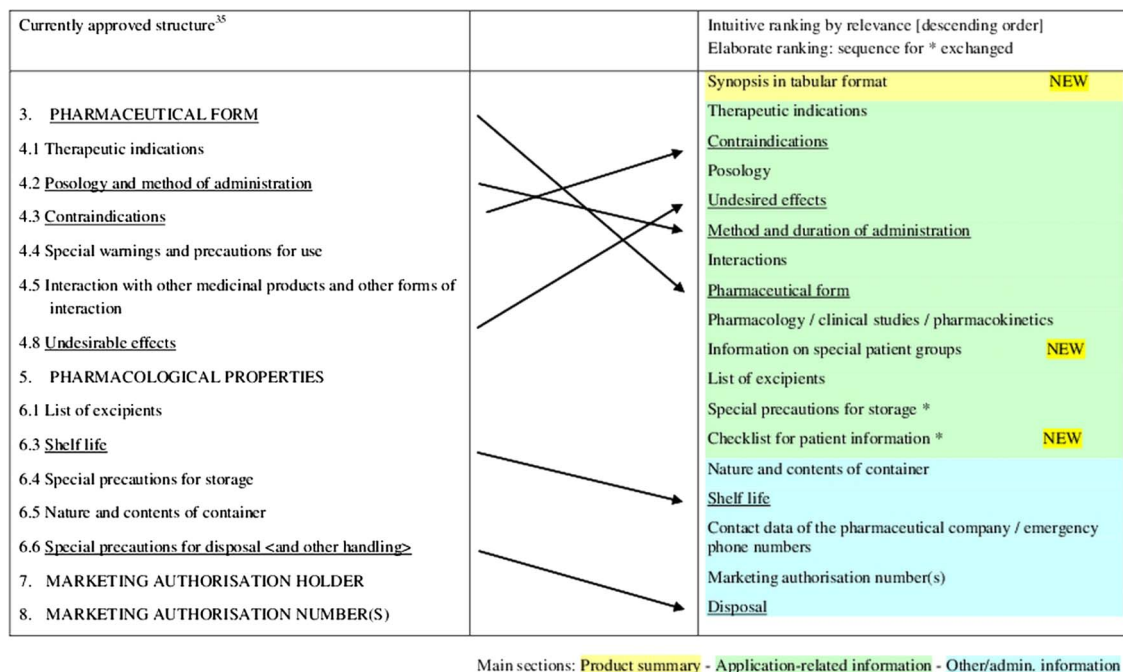 Currently approved structure35
Intuitive ranking by relevance [descending order]
Elaborate ranking: sequence for * exchanged
3. PHARMACEUTICAL FORM
4.1 Therapeutic indications
4.2 Posology and method of administration
4.3 Contraindications
4.4 Special warnings and precautions for use
4.5 Interaction with other medicinal products and other forms of
interaction
4.8 Undesirable effects
5. PHARMACOLOGICAL PROPERTIES
6.1 List of excipients
6.3 Shelf life
6.4 Special precautions for storage
6.5 Nature and contents of container
6.6 Special precautions for disposal <and other handling>
7. MARKETING AUTHORISATION HOLDER
8. MARKETING AUTHORISATION NUMBER(S)
Synopsis in tabular format NEW
Therapeutic indications
Contraindications
Posology
Undesired effects
Method and duration of administration
Interactions
Pharmaceutical form
Pharmacology / clinical studies / pharmacokinetics
Information on special patient groups NEW
List of excipients
Special precautions for storage *
Checklist for patient information * NEW
Nature and contents of container
Shelf life
Contact data of the pharmaceutical company / emergency
phone numbers
Marketing authorisation number(s)
Disposal
Main sections: Product summary - Application-related information - Other/admin. information